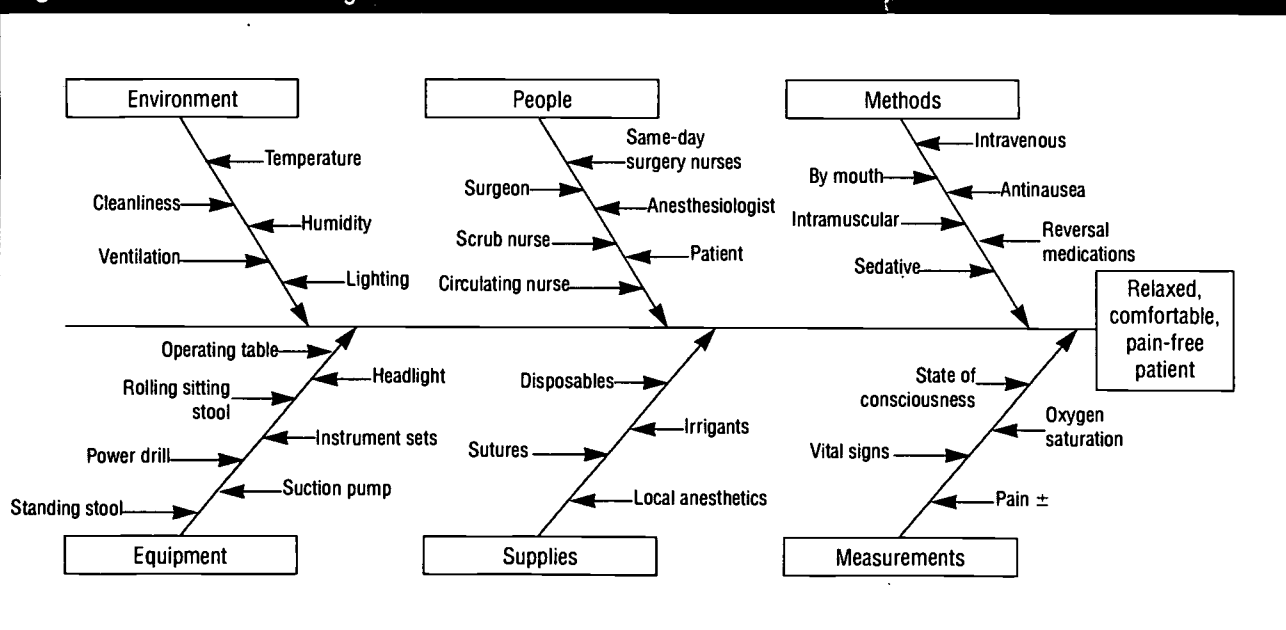 Environment
Temperature
Cleanliness
Humidity
Ventilation
Lighting
People
Same-day
surgery nurses
Surgeon
Anesthesiologist
Scrub nurse
Patient
Circulating nurse
Methods
Intravenous
By mouth
Antinausea
Intramuscular
Reversal
medications
Sedative
Relaxed,
comfortable,
pain-free
patient
Operating table
Headlight
Rolling sitting
stool
Instrument sets
Power drill
Suction pump
Standing stool
Equipment
Disposables
Irrigants
Sutures
Local anesthetics
Supplies
State of
consciousness
Oxygen
saturation
Vital signs
Pain ±
Measurements